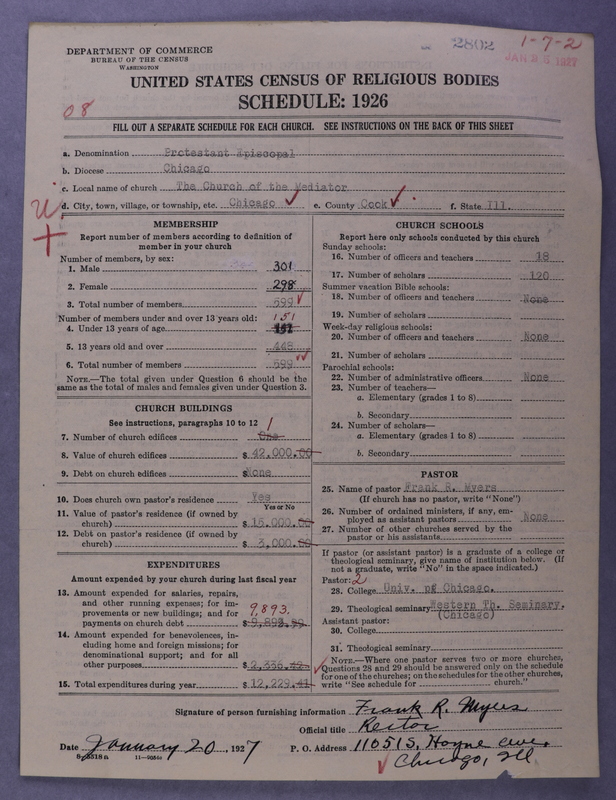 2802
1-7-2
JAN 2 5 1927
DEPARTMENT OF COMMERCE
BUREAU OF THE CENSUS
WASHINGTON
UNITED STATES CENSUS OF RELIGIOUS BODIES
SCHEDULE: 1926
08
FILL OUT A SEPARATE SCHEDULE FOR EACH CHURCH. SEE INSTRUCTIONS ON THE BACK OF THIS SHEET
a. Denomination Protestant Episcopal
b. Diocese Chicago
c. Local name of church The Church of the Mediator
d. City, town, village, or township, etc. Chicago e. County Cook f. State Ill.
MEMBERSHIP
Report number of members according to definition of
member in your church
Number of members, by sex:
1. Male 301
2. Female 298
3. Total number of members 599
Number of members under and over 13 years old:
151
4. Under 13 years of age
5. 13 years old and over 448
6. Total number of members 599
NOTE.—The total given under Question 6 should be the
same as the total of males and females given under Question 3.
CHURCH BUILDINGS
See instructions, paragraphs 10 to 12
1
7. Number of church edifices One
8. Value of church edifices $ 42,000.00
9. Debt on church edifices $ None
10. Does church own pastor's residence Yes
Yes or No
11. Value of pastor's residence (if owned by
church) $ 15,000.00
12. Debt on pastor's residence (if owned by
church) $ 3,000.00
EXPENDITURES
Amount expended by your church during last fiscal year
13. Amount expended for salaries, repairs,
and other running expenses; for im-
provements or new buildings; and for
payments on church debt $
9893.
14. Amount expended for benevolences, in-
cluding home and foreign missions; for
denominational support; and for all
other purposes $ 2,336.42
15. Total expenditures during year $ 12,229.41
CHURCH SCHOOLS
Report here only schools conducted by this church
Sunday schools:
16. Number of officers and teachers 18
17. Number of scholars 120
Summer vacation Bible schools:
18. Number of officers and teachers None
19. Number of scholars
Week-day religious schools:
20. Number of officers and teachers None
21. Number of scholars
Parochial schools:
22. Number of administrative officers None
23. Number of teachers—
a. Elementary (grades 1 to 8)
b. Secondary
24. Number of scholars—
a. Elementary (grades 1 to 8)
b. Secondary
PASTOR
25. Name of pastor Frank R. Myers
(If church has no pastor, write "None")
26. Number of ordained ministers, if any, em-
ployed as assistant pastors None
27. Number of other churches served by the
pastor or his assistants
If pastor (or assistant pastor) is a graduate of a college or
theological seminary, give name of institution below. (If
not a graduate, write "No" in the space indicated.)
Pastor: 2
28. College Univ. of Chicago.
29. Theological seminary Western Th. Seminary.
(Chicago)
Assistant pastor:
30. College
31. Theological seminary
NOTE.—Where one pastor serves two or more churches,
Questions 28 and 29 should be answered only on the schedule
for one of the churches; on the schedules for the other churches,
write "See schedule for church."
Signature of person furnishing information Frank R. Myers
Official title Rector
Date January 20, 1927 P. O. Address 11051 S. Hoyne Ave.
Chicago, Ill
8-5518a 11-9054